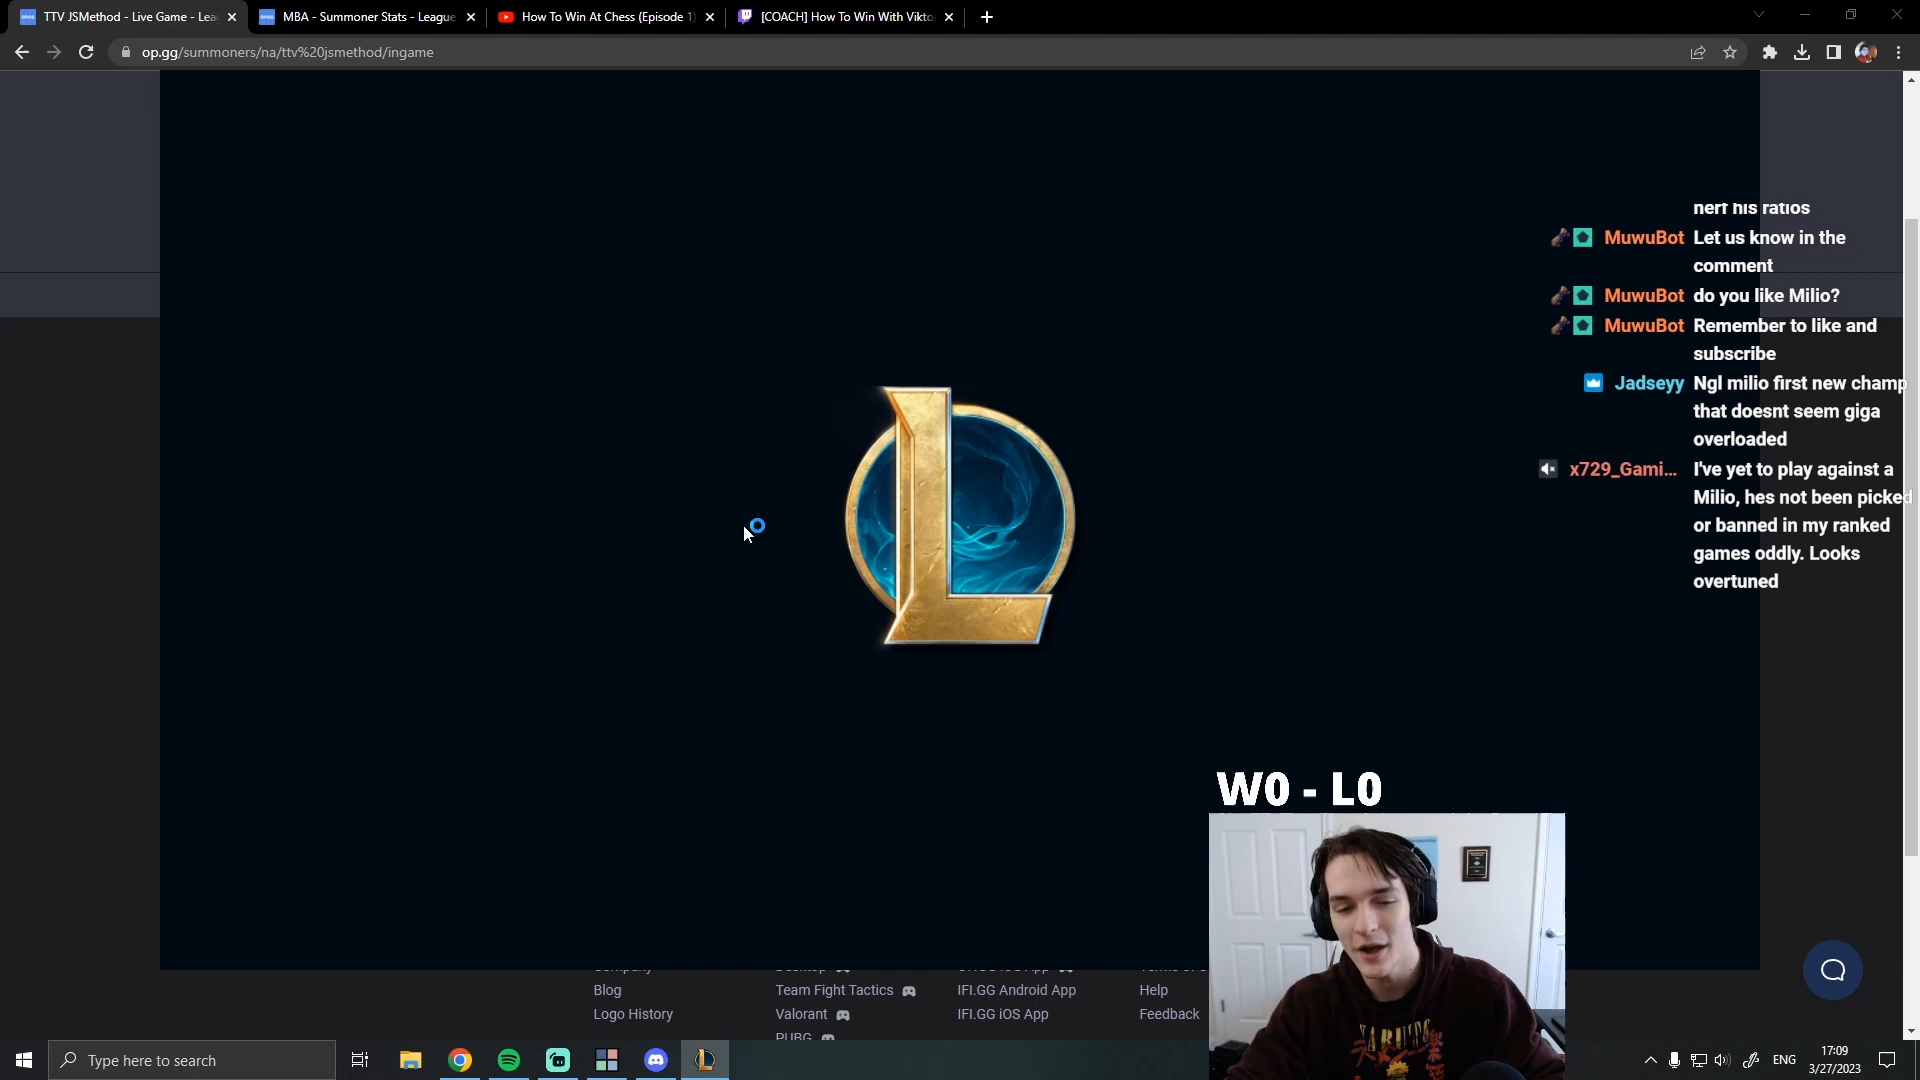 TTV JSMethod - Live Game - Lea
MBA - Summoner Stats - League
How To Win At Chess (Episode 1)
[COACH] How To Win With Vikto
op.gg/summoners/na/ttv%20jsmethod/ingame
nerf his ratios
MuwuBot Let us know in the
comment
MuwuBot do you like Milio?
MuwuBot Remember to like and
subscribe
Jadseyy Ngl milio first new champ
that doesnt seem giga
overloaded
x729_Gami... I've yet to play against a
Milio, hes not been picked
or banned in my ranked
games oddly. Looks
overtuned
W0 - L0
Company
Blog
Logo History
Desktop
Team Fight Tactics
Valorant
PUBG
IFI.GG Android App
IFI.GG iOS App
Help
Feedback
Type here to search
ENG
17:09
3/27/2023